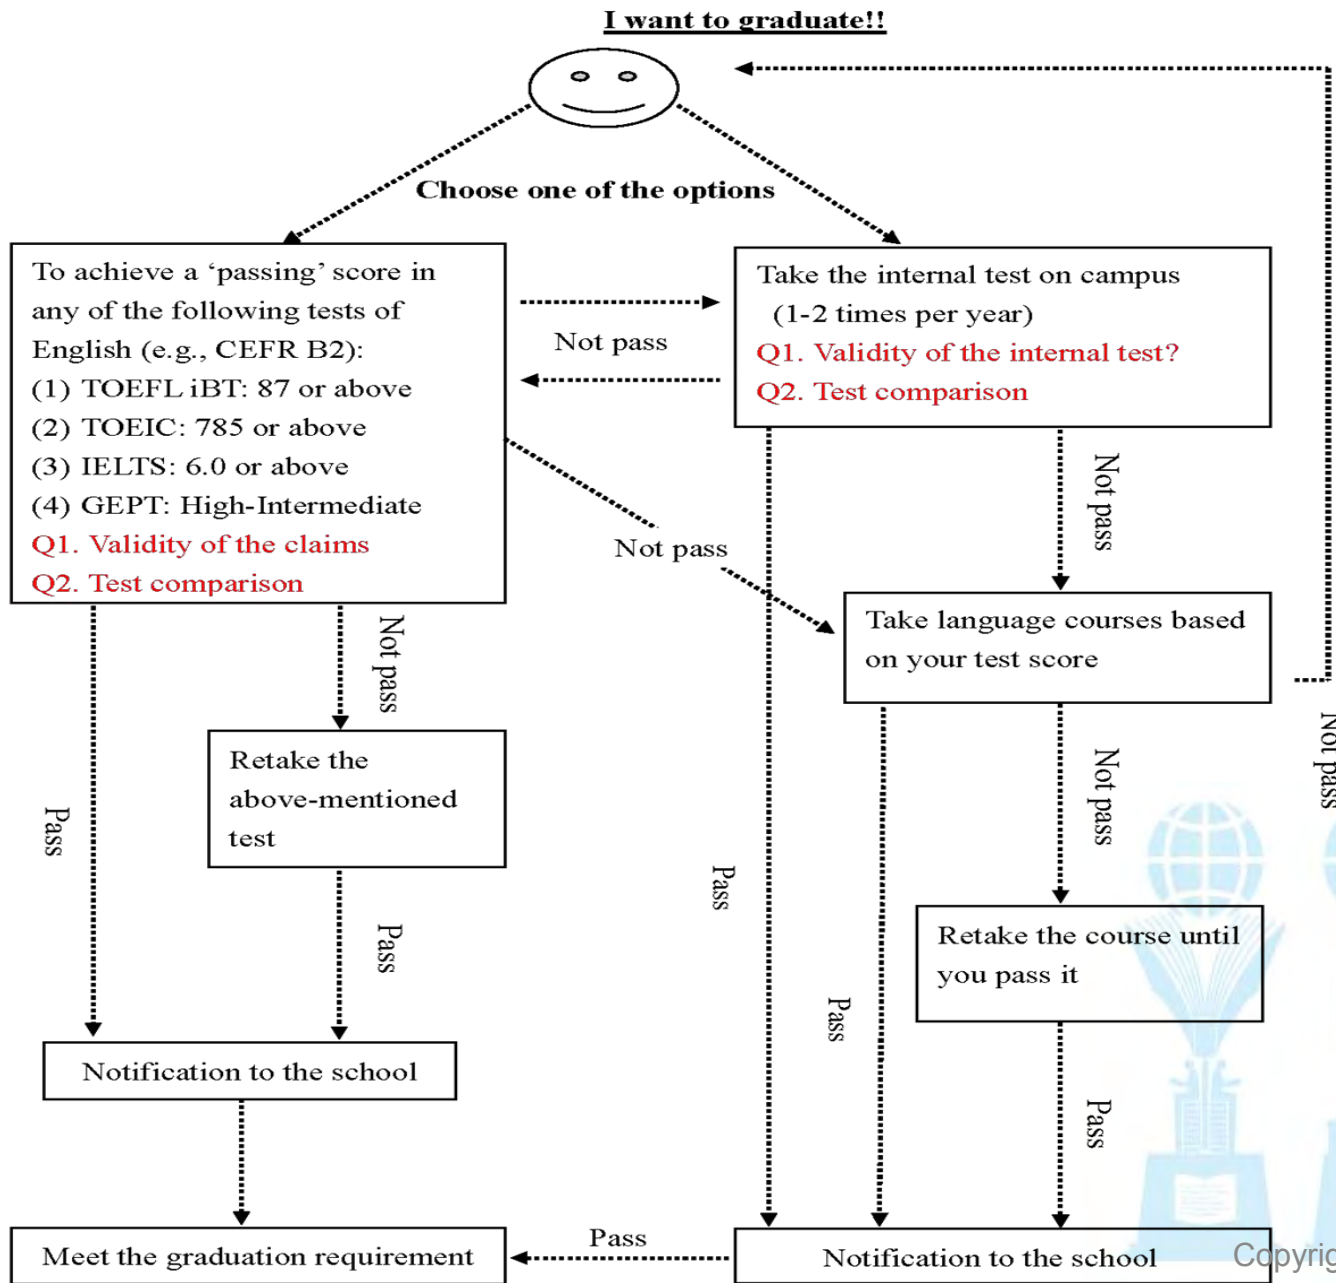 I want to graduate!!
Choose one of the options
To achieve a ‘passing’ score in
any of the following tests of
English (e.g., CEFR B2):
(1) TOEFL iBT: 87 or above
(2) TOEIC: 785 or above
(3) IELTS: 6.0 or above
(4) GEPT: High-Intermediate
Q1. Validity of the claims
Q2. Test comparison
Not pass
Take the internal test on campus
(1-2 times per year)
Q1. Validity of the internal test?
Q2. Test comparison
Not pass
Not pass
Take language courses based
on your test score
Not pass
Not pass
Retake the
above-mentioned
test
Not pass
Pass
Pass
Pass
Pass
Retake the course until
you pass it
Pass
Notification to the school
Meet the graduation requirement
Pass
Notification to the school
Copyrig